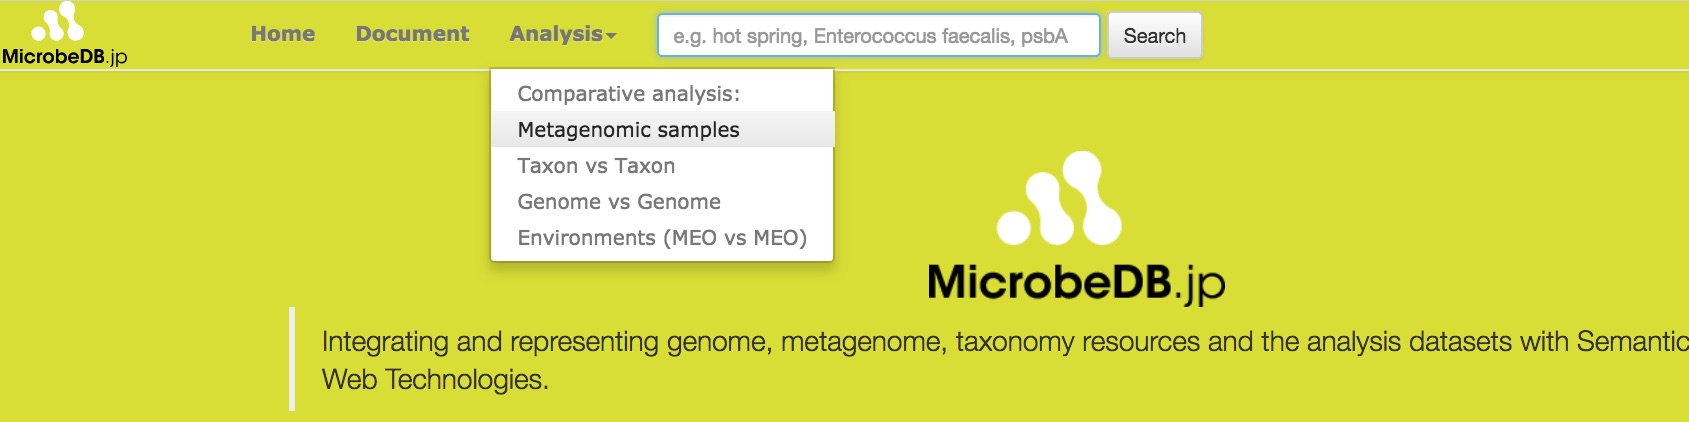 MicrobeDB.jp
Home Document Analysis e.g. hot spring, Enterococcus faecalis, psbA Search
Comparative analysis:
Metagenomic samples
Taxon vs Taxon
Genome vs Genome
Environments (MEO vs MEO)
MicrobeDB.jp
Integrating and representing genome, metagenome, taxonomy resources and the analysis datasets with Semantic
Web Technologies.